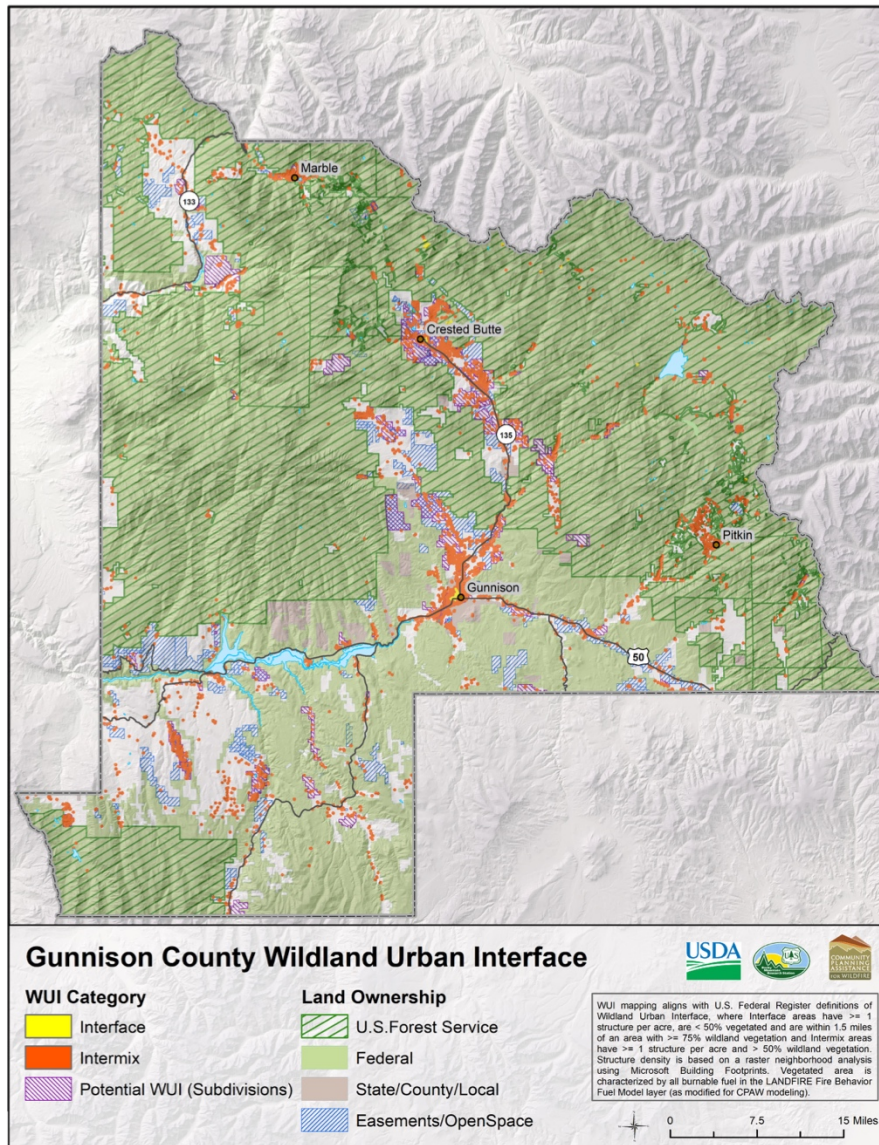 Marble
133
Crested Butte
135
Pitkin
Gunnison
50
Gunnison County Wildland Urban Interface
WUI Category
Interface
Intermix
Potential WUI (Subdivisions)
Land Ownership
U.S.Forest Service
Federal
State/County/Local
Easements/OpenSpace
USDA
COMMUNITY
PLANNING
ASSISTANCE
FOR WILDFIRE
WUI mapping aligns with U.S. Federal Register definitions of
Wildland Urban Interface, where Interface areas have >= 1
structure per acre, are < 50% vegetated and are within 1.5 miles
of an area with >= 75% wildland vegetation and Intermix areas
have >= 1 structure per acre and > 50% wildland vegetation.
Structure density is based on a raster neighborhood analysis
using Microsoft Building Footprints. Vegetated area is
characterized by all burnable fuel in the LANDFIRE Fire Behavior
Fuel Model layer (as modified for CPAW modeling).
0 7.5 15 Miles